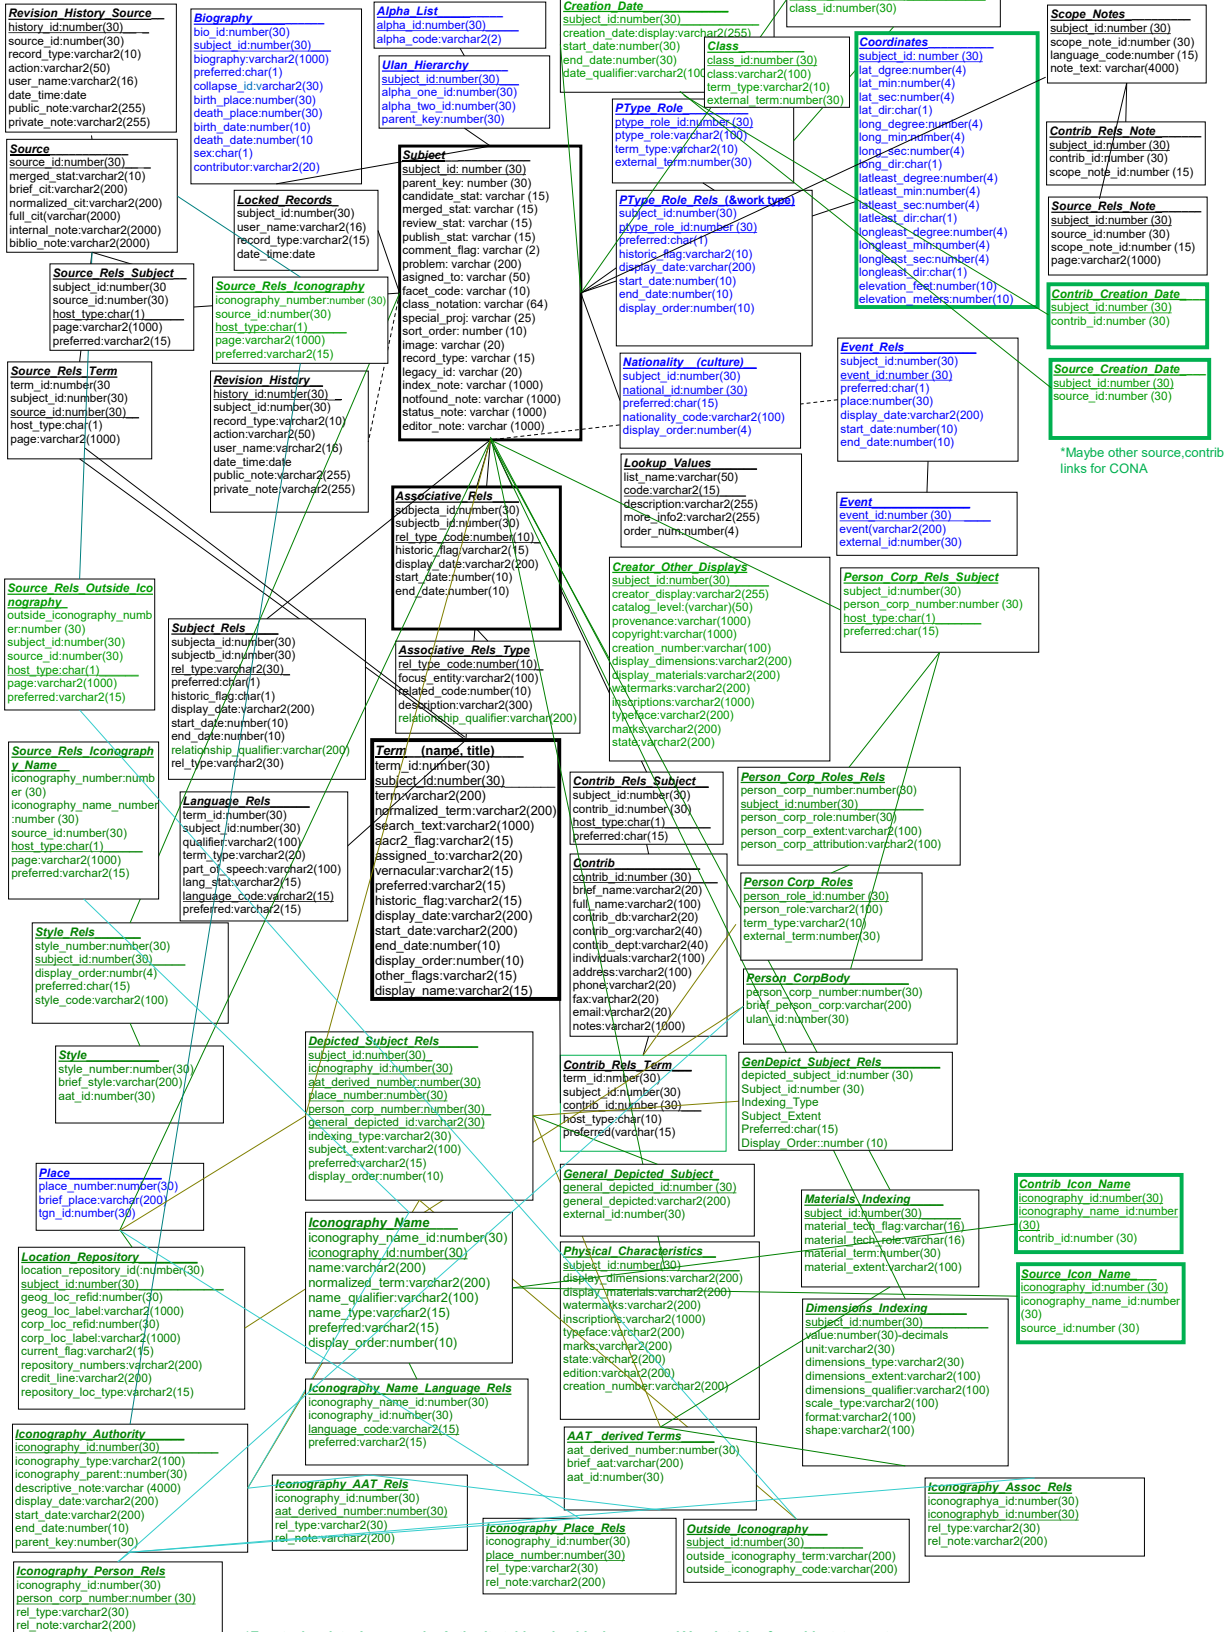 Revision_History_Source
history_id:number(30)
source_id:number(30)
record_type:varchar2(10)
action:varchar2(50)
user_name:varchar2(16)
date_time:date
public_note:varchar2(255)
private_note:varchar2(255)
Source
source_id:number(30)
merged_stat:varchar2(10)
brief_cit:varchar2(200)
normalized_cit:varchar2(200)
full_cit(varchar(2000)
internal_note:varchar2(2000)
biblio_note:varchar2(2000)
Source_Rels_Subject
subject_id:number(30
source_id:number(30)
host_type:char(1)
page:varchar2(1000)
preferred:varchar2(15)
Source_Rels_Term
term_id:number(30
subject_id:number(30)
source_id:number(30)
host_type:char(1)
page:varchar2(1000)
Biography
bio_id:number(30)
subject_id:number(30)
biography:varchar2(1000)
preferred:char(1)
collapse_id:varchar2(30)
birth_place:number(30)
death_place:number(30)
birth_date:number(10)
death_date:number(10
sex:char(1)
contributor:varchar2(20)
Locked_Records
subject_id:number(30)
user_name:varchar2(16)
record_type:varchar2(15)
date_time:date
Source_Rels_Iconography
iconography_number:number (30)
source_id:number(30)
host_type:char(1)
page:varchar2(1000)
preferred:varchar2(15)
Revision_History
history_id:number(30)
subject_id:number(30)
record_type:varchar2(10)
action:varchar2(50)
user_name:varchar2(16)
date_time:date
public_note:varchar2(255)
private_note:varchar2(255)
Alpha_List
alpha_id:number(30)
alpha_code:varchar2(2)
Ulan_Hierarchy
subject_id:number(30)
alpha_one_id:number(30)
alpha_two_id:number(30)
parent_key:number(30)
Subject
subject_id: number (30)
parent_key: number (30)
candidate_stat: varchar (15)
merged_stat: varchar (15)
review_stat: varchar (15)
publish_stat: varchar (15)
comment_flag: varchar (2)
problem: varchar (200)
asigned_to: varchar (50)
facet_code: varchar (10)
class_notation: varchar (64)
special_proj: varchar (25)
sort_order: number (10)
image: varchar (20)
record_type: varchar (15)
legacy_id: varchar (20)
index_note: varchar (1000)
notfound_note: varchar (1000)
status_note: varchar (1000)
editor_note: varchar (1000)
Creation_Date
subject_id:number(30)
creation_date:display:varchar2(255)
start_date:number(30)
end_date:number(30)
class_id:number(30)
Class
class_id:number(30)
class:varchar2(100)
term_type:varchar2(10)
external_term:number(30)
PType_Role
ptype_role_id:number(30)
ptype_role:varchar2(100)
term_type:varchar2(10)
external_term:number(30)
PType_Role_Rels (&work type)
subject_id:number(30)
ptype_role_id:number (30)
preferred:char(1)
historic_flag:number(10)
display_date:varchar(200)
start_date:number(10)
end_date:number(10)
display_order:number(10)
Coordinates
subject_id: number (30)
lat_dgree:number(4)
lat_min:number(4)
lat_sec:number(4)
lat_dir:char(1)
long_degree:number(4)
long_min:number(4)
long_sec:number(4)
long_dir:char(1)
latleast_degree:number(4)
latleast_min:number(4)
latleast_sec:number(4)
latleast_dir:char(1)
longleast_degree:number(4)
longleast_min:number(4)
longleast_sec:number(4)
longleast_dir:char(1)
elevation_feet:number(10)
elevation_meters:number(10)
Scope_Notes
subject_id:number(30)
scope_note_id:number (30)
language_code:number (15)
note_text: varchar(4000)
Contrib_Rels_Note
subject_id:number(30)
contrib_id:number(30)
scope_note_id:number (15)
Source_Rels_Note
subject_id:number(30)
source_id:number(30)
scope_note_id:number (15)
page:varchar2(1000)
Contrib_Creation_Date
subject_id:number (30)
contrib_id:number (30)
Source_Creation_Date
subject_id:number (30)
source_id:number (30)
*Maybe other source,contrib
links for CONA
Nationality (culture)
subject_id:number(30)
national_id:number (30)
preferred:char(15)
nationality_code:varchar2(100)
display_order:number(4)
Event_Rels
subject_id:number(30)
event_id:number (30)
preferred:char(1)
place:number(30)
display_date:varchar2(200)
start_date:number(10)
end_date:number(10)
Lookup_Values
list_name:varchar(50)
code:varchar2(15)
description:varchar2(255)
more_info2:varchar2(255)
order_num:number(4)
Event
event_id:number (30)
event(varchar2(200)
external_id:number(30)
Associative_Rels
subjecta_id:number(30)
subjectb_id:number(30)
rel_type_code:number(10)
historic_flag:varchar2(15)
display_date:varchar2(200)
start_date:number(10)
end_date:number(10)
Associative_Rels_Type
rel_type_code:number(10)
focus_entity:varchar2(100)
related_code:number(10)
description:varchar2(300)
relationship_qualifier:varchar(200)
Creator_Other_Displays
subject_id:number(30)
creator_display:varchar2(255)
catalog_level:(varchar)(50)
provenance:varchar(1000)
copyright:varchar(1000)
creation_number:varchar(100)
display_dimensions:varchar2(200)
display_materials:varchar2(200)
watermarks:varchar2(200)
inscriptions:varchar2(1000)
typeface:varchar2(200)
marks:varchar2(200)
state:varchar2(200)
Person_Corp_Rels_Subject
subject_id:number(30)
person_corp_number:number (30)
host_type:char(1)
preferred:char(15)
Source_Rels_Outside_Ico
nography
outside_iconography_numb
er:number (30)
subject_id:number(30)
source_id:number(30)
host_type:char(1)
page:varchar2(1000)
preferred:varchar2(15)
Subject_Rels
subjecta_id:number(30)
subjectb_id:number(30)
rel_type:varchar2(30)
preferred:char(1)
historic_flag:char(1)
display_date:varchar2(200)
start_date:number(10)
end_date:number(10)
relationship_qualifier:varchar(200)
rel_type:varchar2(30)
Source_Rels_Iconograph
y_Name
iconography_number:numb
er (30)
iconography_name_number
:number (30)
source_id:number(30)
host_type:char(1)
page:varchar2(1000)
preferred:varchar2(15)
Language_Rels
term_id:number(30)
subject_id:number(30)
qualifier:varchar2(100)
term_type:varchar2(20)
part_of_speech:varchar2(100)
lang_stat:varchar2(15)
language_code:varchar2(15)
preferred:varchar2(15)
Term (name, title)
term_id:number(30)
subject_id:number(30)
term:varchar2(200)
normalized_term:varchar2(200)
search_text:varchar2(1000)
aacr2_flag:varchar2(15)
assigned_to:varchar2(20)
vernacular:varchar2(15)
preferred:varchar2(15)
historic_flag:varchar2(15)
display_date:varchar2(200)
start_date:varchar2(200)
end_date:number(10)
display_order:number(10)
other_flags:varchar2(15)
display_name:varchar2(15)
Contrib_Rels_Subject
subject_id:number(30)
contrib_id:number(30)
host_type:char(1)
preferred:char(15)
Contrib
contrib_id:number(30)
brief_name:varchar2(20)
full_name:varchar2(100)
contrib_db:varchar2(20)
contrib_org:varchar2(40)
contrib_dept:varchar2(40)
individuals:varchar2(100)
address:varchar2(100)
phone:varchar2(20)
fax:varchar2(20)
email:varchar2(20)
notes:varchar2(1000)
Person_Corp_Roles_Rels
person_corp_number:number(30)
subject_id:number(30)
person_corp_role:number(30)
person_corp_extent:varchar2(100)
person_corp_attribution:varchar2(100)
Person Corp_Roles
person_role_id:number(30)
person_role:varchar2(100)
term_type:varchar2(10)
external_term:number(30)
Person_CorpBody
person_corp_number:number(30)
brief_person_corp:varchar(200)
ulan_id:number(30)
Style_Rels
style_number:number(30)
subject_id:number(30)
display_order:numbr(4)
preferred:char(15)
style_code:varchar2(100)
Style
style_number:number(30)
brief_style:varchar(200)
aat_id:number(30)
Depicted_Subject_Rels
subject_id:number(30)
iconography_id:number(30)
aat_derived_number:number(30)
place_number:number(30)
person_corp_number:number(30)
general_depicted_id:varchar2(30)
indexing_type:varchar2(30)
subject_extent:varchar2(100)
preferred:varchar2(15)
display_order:number(10)
Contrib_Rels_Term
term_id:nmber(30)
subject_id:number(30)
contrib_id:number (30)
host_type:char(10)
preferred(varchar(15)
GenDepict_Subject_Rels
depicted_subject_id:number (30)
Subject_id:number (30)
Indexing_Type
Subject_Extent
Preferred:char(15)
Display_Order::number (10)
Place
place_number:number(30)
brief_place:varchar(200)
tgn_id:number(30)
General_Depicted_Subject
general_depicted_id:number (30)
general_depicted:varchar2(200)
external_id:number(30)
Materials_Indexing
subject_id:number(30)
material_tech_flag:varchar(16)
material_tech_role:varchar(16)
material_term:number(30)
material_extent:varchar2(100)
Contrib_Icon_Name
iconography_id:number(30)
iconography_name_id:number
(30)
contrib_id:number (30)
Location_Repository
location_repository_id(:number(30)
subject_id:number(30)
geog_loc_refid:number(30)
geog_loc_label:varchar2(1000)
corp_loc_refid:number(30)
corp_loc_label:varchar2(1000)
current_flag:varchar2(15)
repository_numbers:varchar2(200)
credit_line:varchar2(200)
repository_loc_type:varchar2(15)
Iconography_Name
iconography_name_id:number(30)
iconography_id:number(30)
name:varchar2(200)
normalized_term:varchar2(200)
name_qualifier:varchar2(100)
name_type:varchar2(15)
preferred:varchar2(15)
display_order:number(10)
Physical_Characteristics
subject_id:number(30)
display_dimensions:varchar2(200)
display_materials:varchar2(200)
watermarks:varchar2(200)
inscriptions:varchar2(1000)
typeface:varchar2(200)
marks:varchar2(200)
state:varchar2(200)
edition:varchar2(200)
creation_number:varchar2(200)
Dimensions_Indexing
subject_id:number(30)
value:number(30)-decimals
unit:varchar2(30)
dimensions_type:varchar2(30)
dimensions_extent:varchar2(100)
dimensions_qualifier:varchar2(100)
scale_type:varchar2(100)
format:varchar2(100)
shape:varchar2(100)
Source_Icon_Name
iconography_id:number (30)
iconography_name_id:number
(30)
source_id:number (30)
Iconography_Name_Language_Rels
iconography_name_id:number(30)
iconography_id:number(30)
language_code:varchar2(15)
preferred:varchar2(15)
Iconography_Authority
iconography_id:number(30)
iconography_type:varchar2(100)
iconography_parent::number(30)
descriptive_note:varchar (4000)
display_date:varchar2(200)
start_date:varchar2(200)
end_date:number(10)
parent_key:number(30)
AAT_derived Terms
aat_derived_number:number(30)
brief_aat:varchar(200)
aat_id:number(30)
Iconography_AAT_Rels
iconography_id:number(30)
aat_derived_number:number(30)
rel_type:varchar2(30)
rel_note:varchar2(200)
Iconography_Place_Rels
iconography_id:number(30)
place_number:number(30)
rel_type:varchar2(30)
rel_note:varchar2(200)
Outside_Iconography
subject_id:number(30)
outside_iconography_term:varchar(200)
outside_iconography_code:varchar(200)
Iconography_Assoc_Rels
iconographya_id:number(30)
iconographyb_id:number(30)
rel_type:number(30)
rel_note:varchar2(200)
Iconography_Person_Rels
iconography_id:number(30)
person_corp_number:number (30)
rel_type:varchar2(30)
rel_note:varchar2(200)